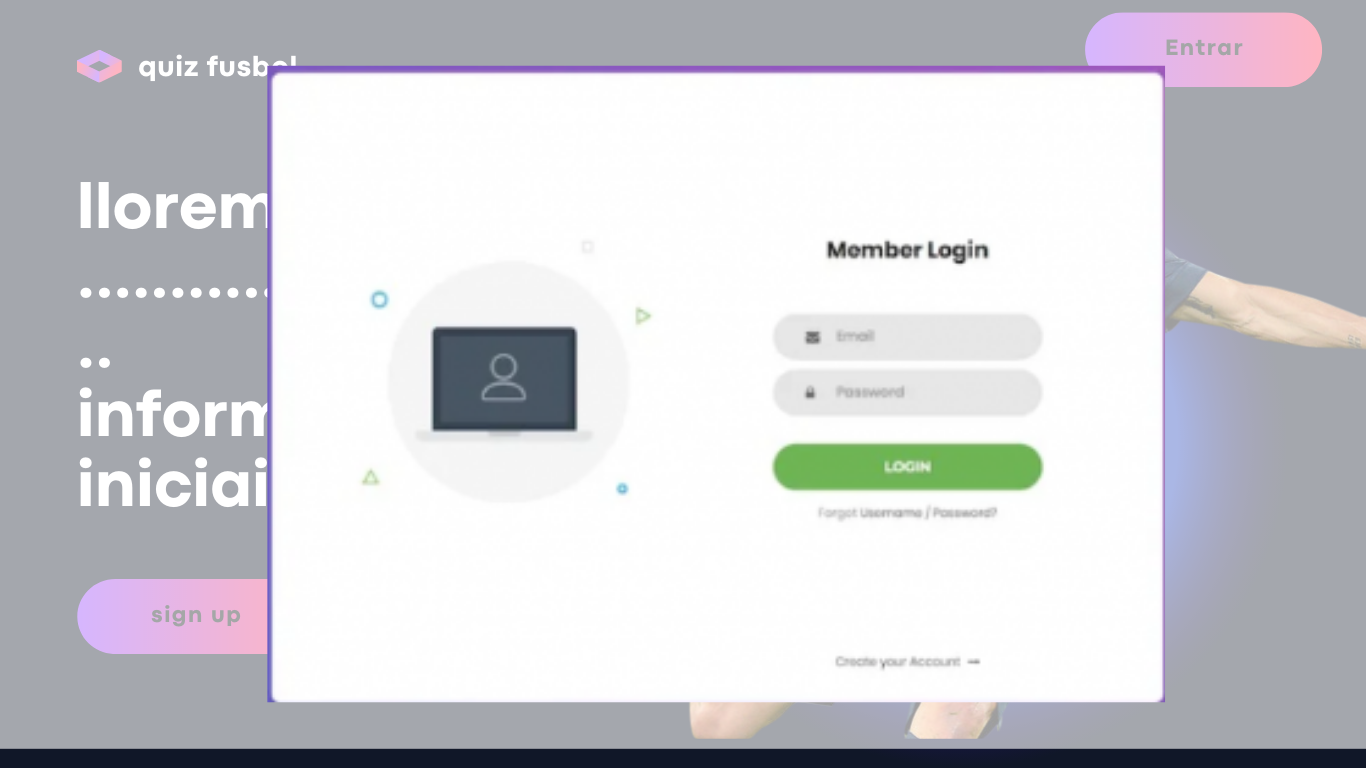 Entrar
quiz fusbol
llorem
...........
..
inform
iniciai
sign up
Member Login
Email
Password
LOGIN
Forgot Username / Password?
Create your Account →